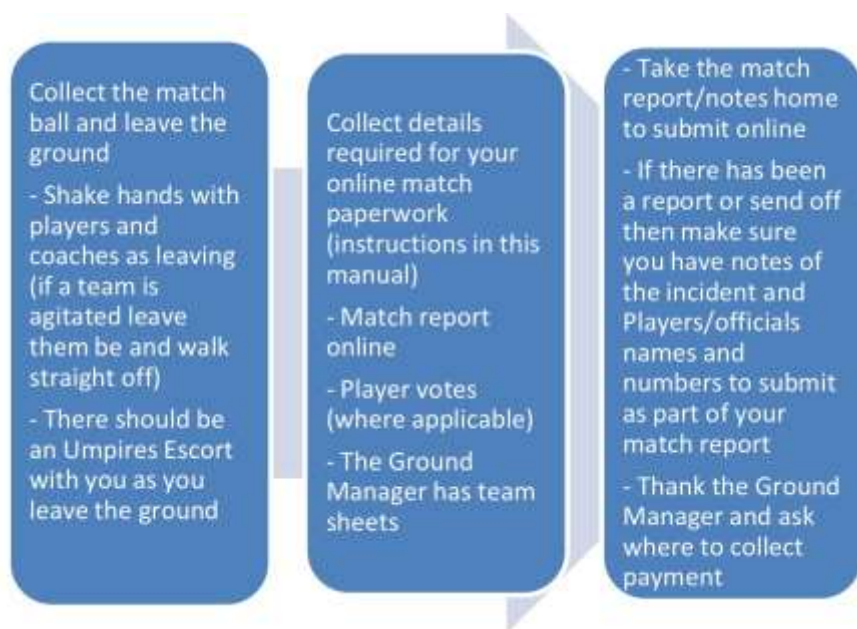 Collect the match
ball and leave the
ground
- Shake hands with
players and
coaches as leaving
(if a team is
agitated leave
them be and walk
straight off)
- There should be
an Umpires Escort
with you as you
leave the ground
Collect details
required for your
online match
paperwork
(instructions in this
manual)
- Match report
online
- Player votes
(where applicable)
- The Ground
Manager has team
sheets
- Take the match
report/notes home
to submit online
- If there has been
a report or send off
then make sure
you have notes of
the incident and
Players/officials
names and
numbers to submit
as part of your
match report
- Thank the Ground
Manager and ask
where to collect
payment